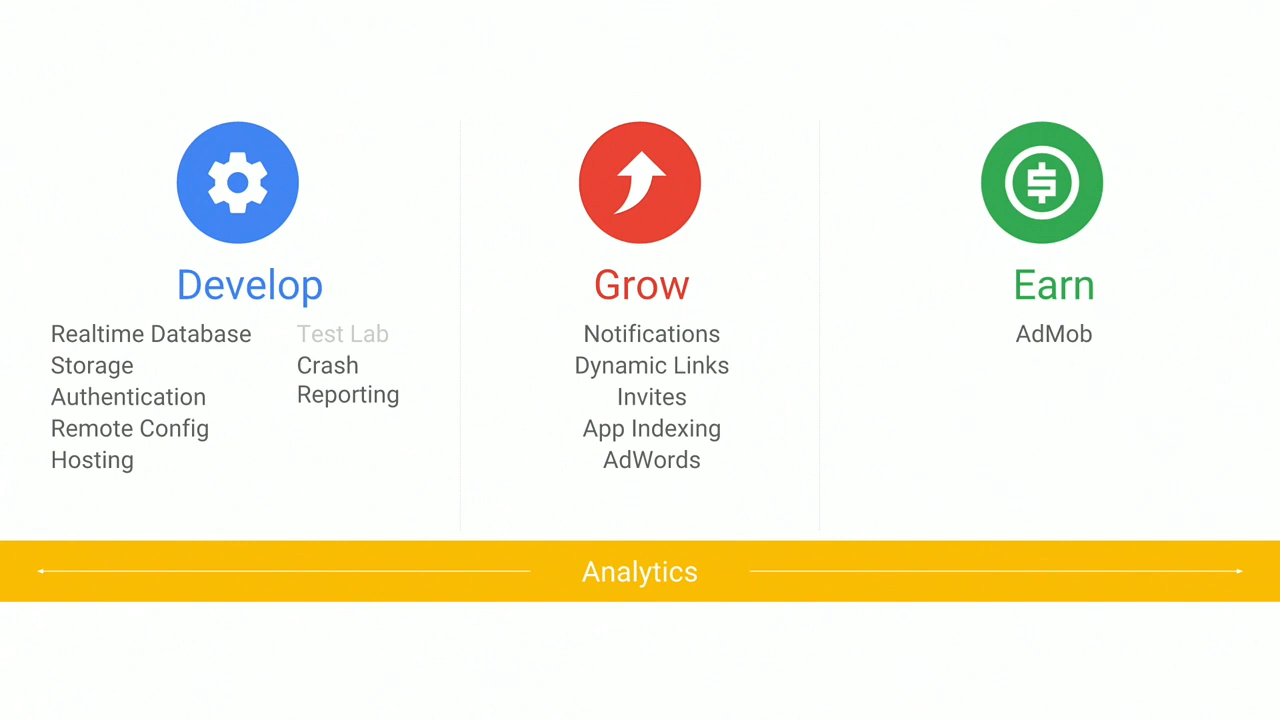 Develop
Realtime Database
Storage
Authentication
Remote Config
Hosting
Test Lab
Crash
Reporting
Grow
Notifications
Dynamic Links
Invites
App Indexing
AdWords
Earn
AdMob
Analytics